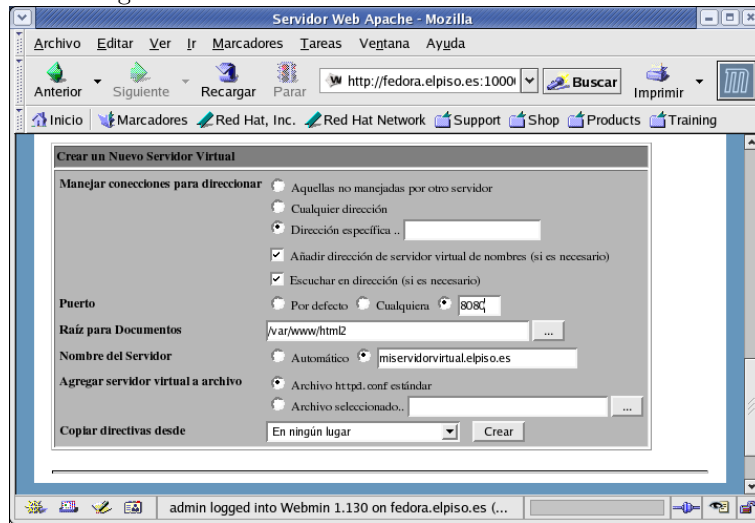 Servidor Web Apache - Mozilla
Archivo Editar Ver Ir Marcadores Tareas Ventana Ayuda
Anterior Siguiente Recargar Parar http://fedora.elpiso.es:1000 Buscar Imprimir
Inicio Marcadores Red Hat, Inc. Red Hat Network Support Shop Products Training
Crear un Nuevo Servidor Virtual
Manejar conecciones para direccionar Aquellas no manejadas por otro servidor
Cualquier dirección
Dirección específica ..
Añadir dirección de servidor virtual de nombres (si es necesario)
Escuchar en dirección (si es necesario)
Puerto Por defecto Cualquiera 8080
Raíz para Documentos /var/www/html2 ...
Nombre del Servidor Automático miservidorvirtual.elpiso.es
Agregar servidor virtual a archivo Archivo httpd.conf estándar
Archivo seleccionado.. ...
Copiar directivas desde En ningún lugar Crear
admin logged into Webmin 1.130 on fedora.elpiso.es (...